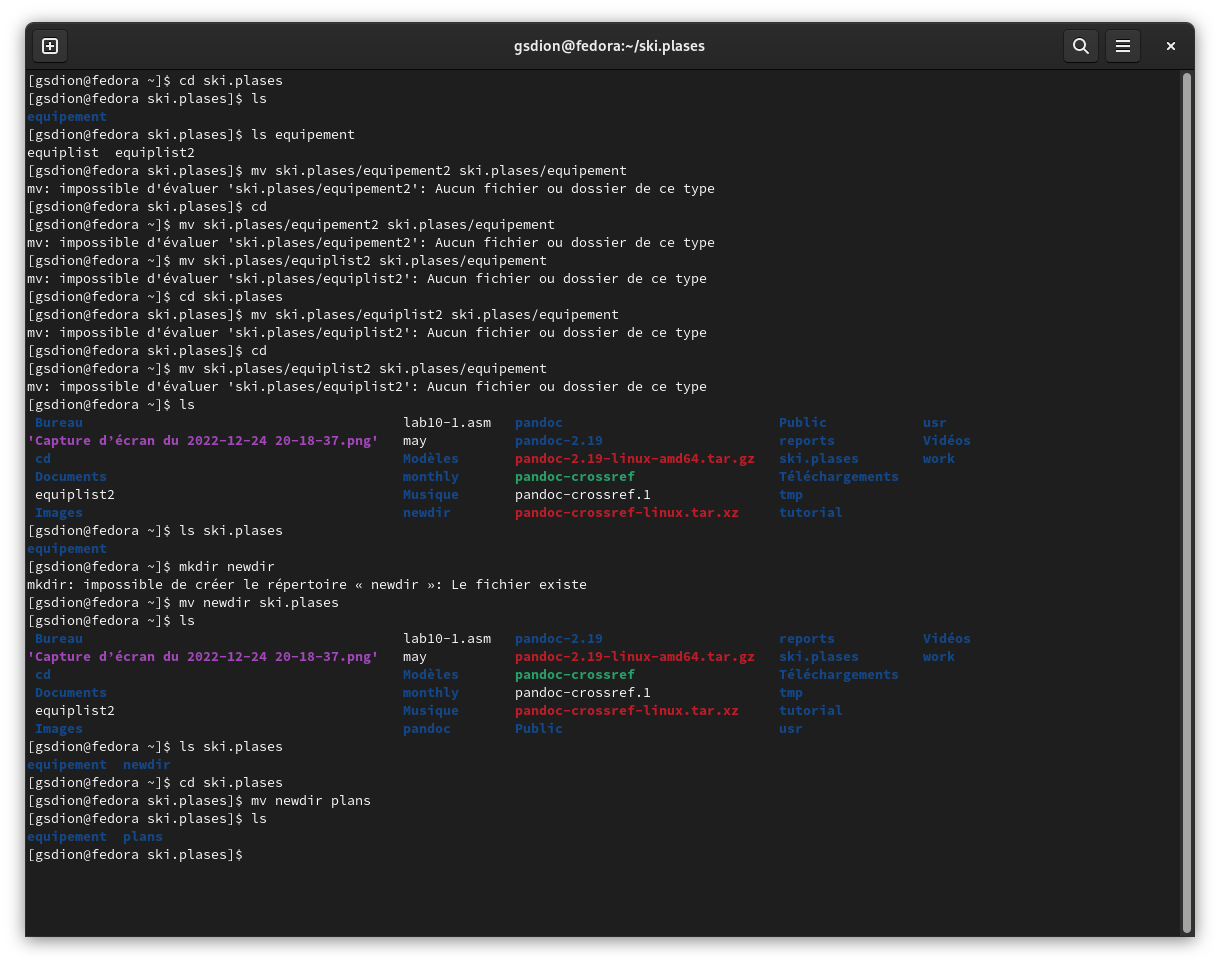 gsdion@fedora:~/ski.plases
[gsdion@fedora ~]$ cd ski.plases
[gsdion@fedora ski.plases]$ ls
equipement
[gsdion@fedora ski.plases]$ ls equipement
equiplist  equiplist2
[gsdion@fedora ski.plases]$ mv ski.plases/equipement2 ski.plases/equipement
mv: impossible d'évaluer 'ski.plases/equipement2': Aucun fichier ou dossier de ce type
[gsdion@fedora ski.plases]$ cd
[gsdion@fedora ~]$ mv ski.plases/equipement2 ski.plases/equipement
mv: impossible d'évaluer 'ski.plases/equipement2': Aucun fichier ou dossier de ce type
[gsdion@fedora ~]$ mv ski.plases/equiplist2 ski.plases/equipement
mv: impossible d'évaluer 'ski.plases/equiplist2': Aucun fichier ou dossier de ce type
[gsdion@fedora ~]$ cd ski.plases
[gsdion@fedora ski.plases]$ mv ski.plases/equiplist2 ski.plases/equipement
mv: impossible d'évaluer 'ski.plases/equiplist2': Aucun fichier ou dossier de ce type
[gsdion@fedora ski.plases]$ cd
[gsdion@fedora ~]$ mv ski.plases/equiplist2 ski.plases/equipement
mv: impossible d'évaluer 'ski.plases/equiplist2': Aucun fichier ou dossier de ce type
[gsdion@fedora ~]$ ls
Bureau lab10-1.asm pandoc Public usr
'Capture d’écran du 2022-12-24 20-18-37.png' may pandoc-2.19 reports Vidéos
cd Modèles pandoc-2.19-linux-amd64.tar.gz ski.plases work
Documents monthly pandoc-crossref Téléchargements
equiplist2 Musique pandoc-crossref.1 tmp
Images newdir pandoc-crossref-linux.tar.xz tutorial
[gsdion@fedora ~]$ ls ski.plases
equipement
[gsdion@fedora ~]$ mkdir newdir
mkdir: impossible de créer le répertoire « newdir »: Le fichier existe
[gsdion@fedora ~]$ mv newdir ski.plases
[gsdion@fedora ~]$ ls
Bureau lab10-1.asm pandoc-2.19 reports Vidéos
'Capture d’écran du 2022-12-24 20-18-37.png' may pandoc-2.19-linux-amd64.tar.gz ski.plases work
cd Modèles pandoc-crossref Téléchargements
Documents monthly pandoc-crossref.1 tmp
equiplist2 Musique pandoc-crossref-linux.tar.xz tutorial
Images pandoc Public usr
[gsdion@fedora ~]$ ls ski.plases
equipement  newdir
[gsdion@fedora ~]$ cd ski.plases
[gsdion@fedora ski.plases]$ mv newdir plans
[gsdion@fedora ski.plases]$ ls
equipement  plans
[gsdion@fedora ski.plases]$